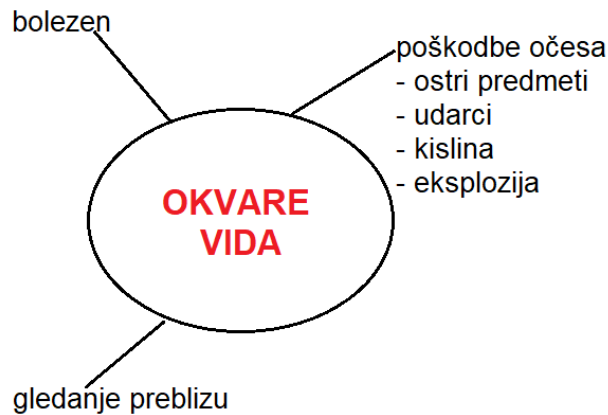 bolezen
poškodbe očesa
- ostri predmeti
- udarci
- kislina
- eksplozija
OKVARE
VIDA
gledanje preblizu